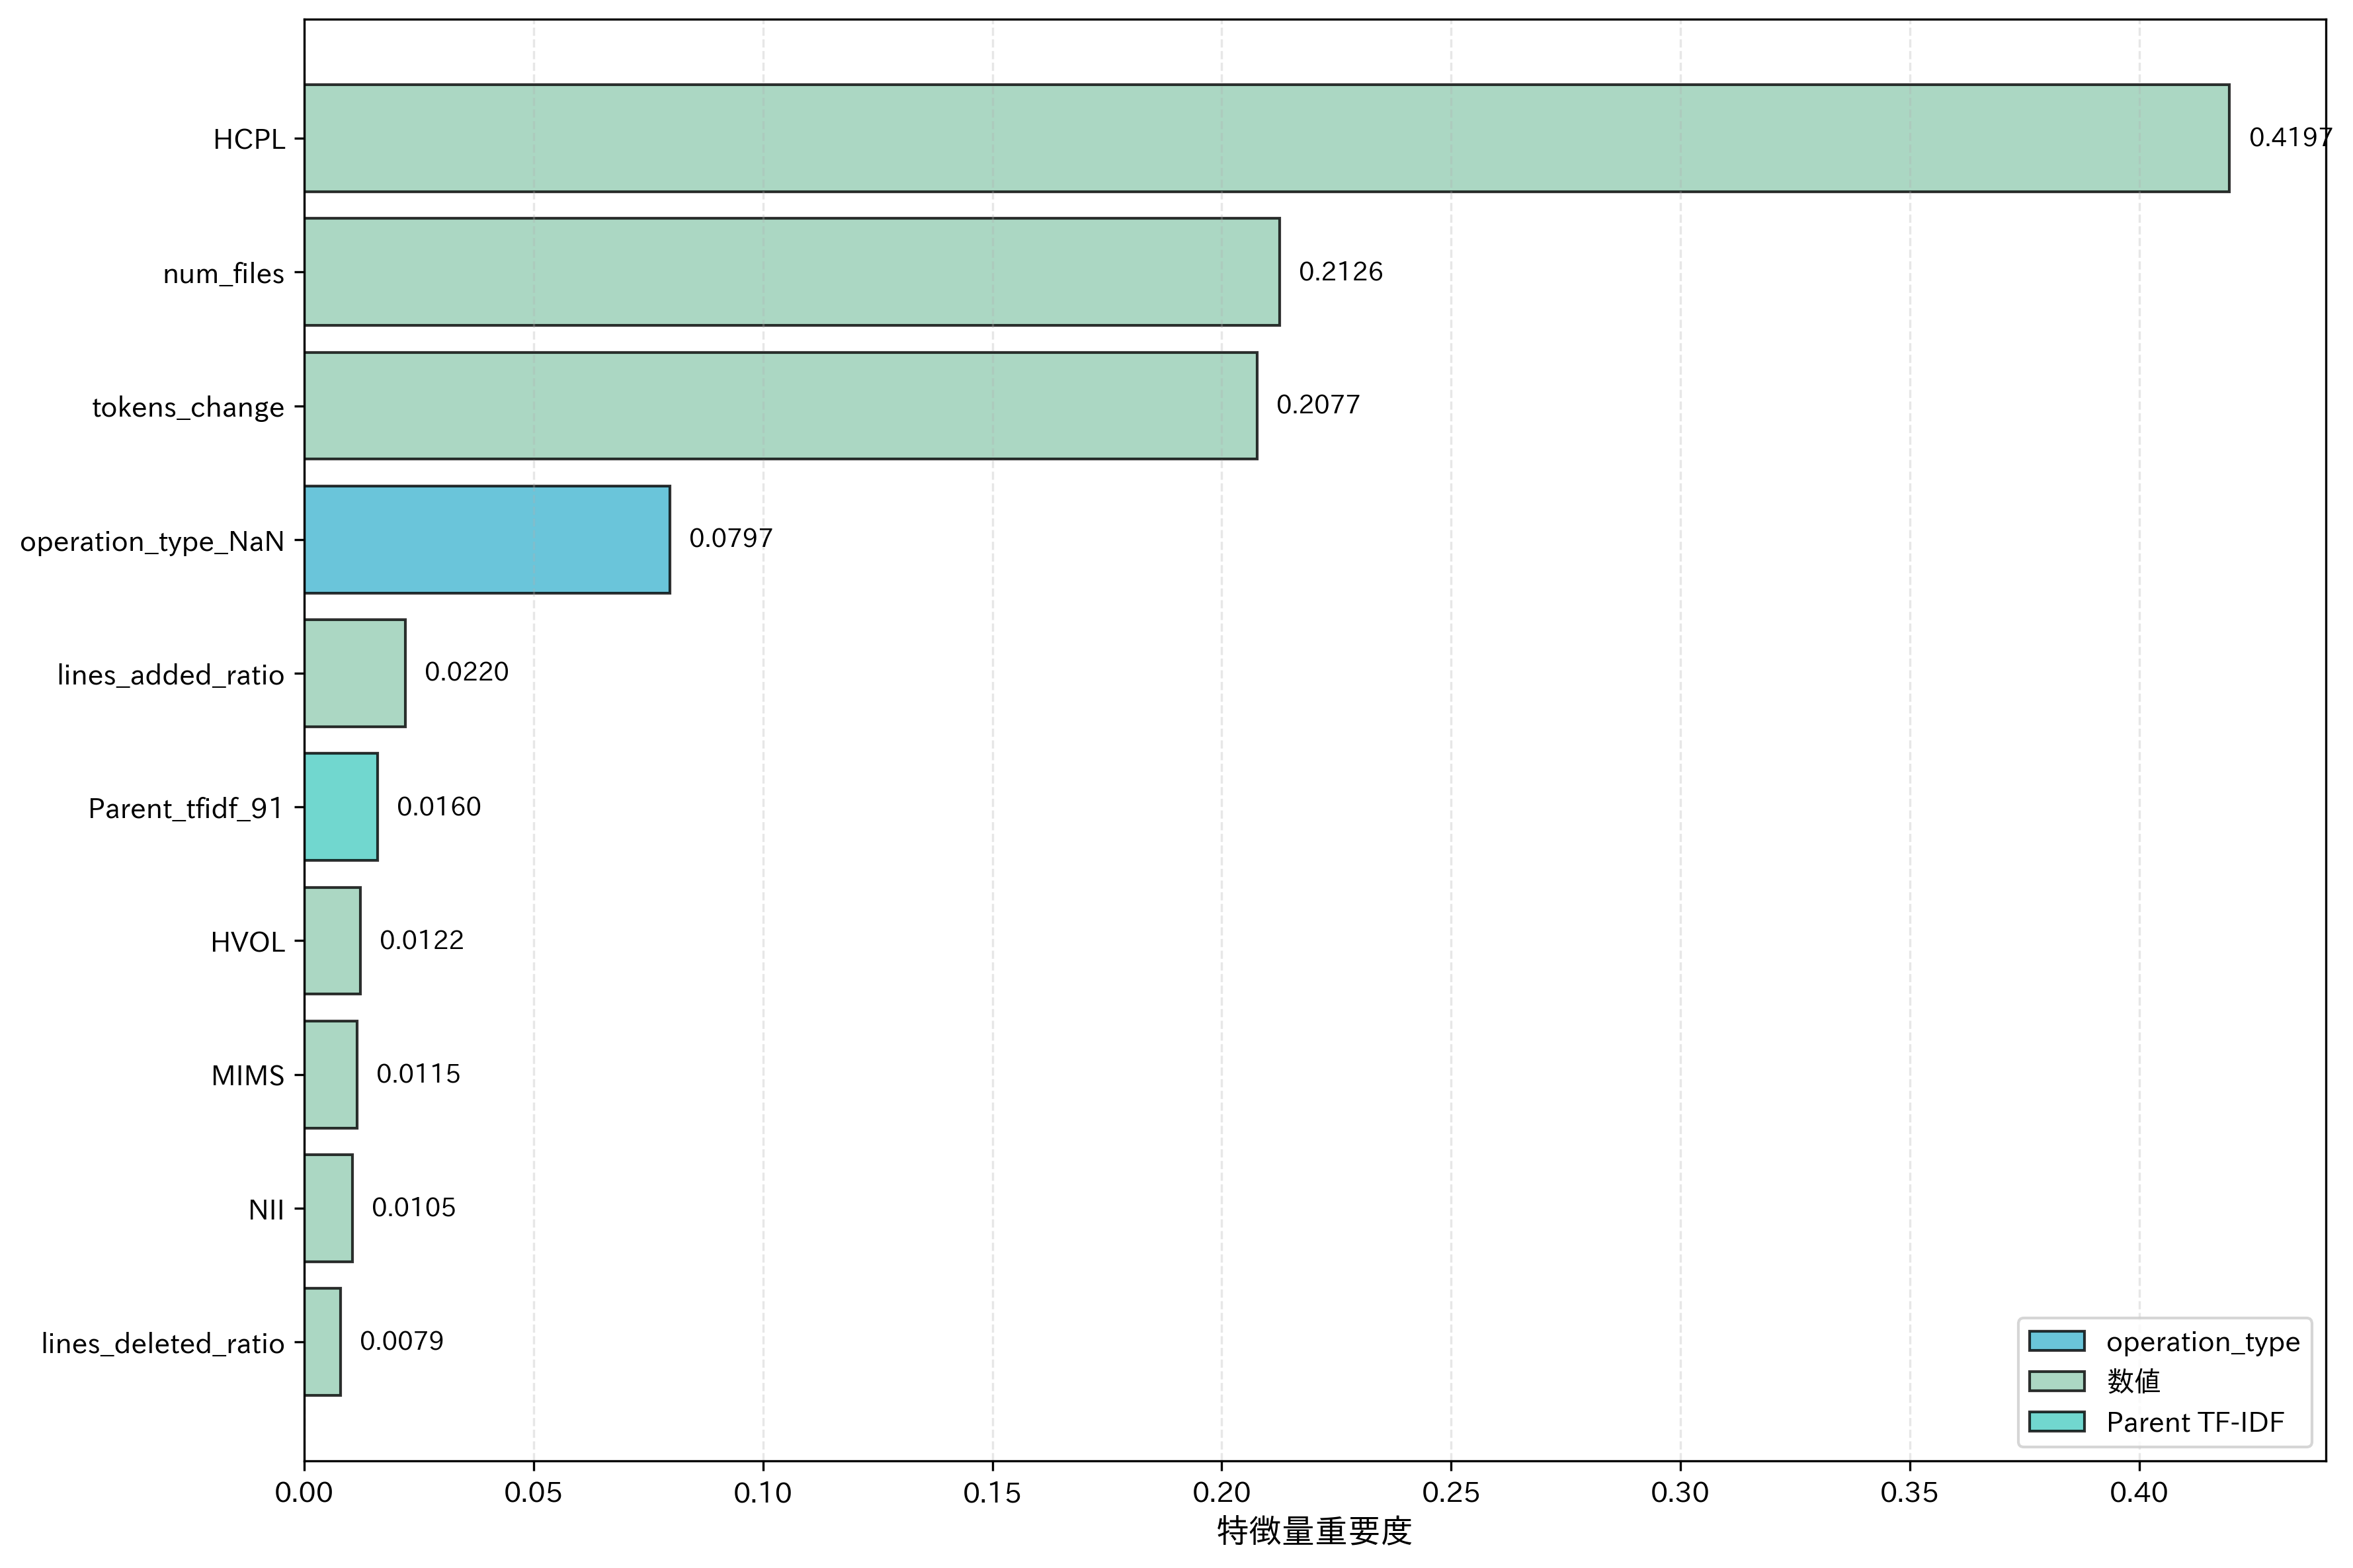 HCPL 0.4197
num_files 0.2126
tokens_change 0.2077
operation_type_NaN 0.0797
lines_added_ratio 0.0220
Parent_tfidf_91 0.0160
HVOL 0.0122
MIMS 0.0115
NII 0.0105
lines_deleted_ratio 0.0079
operation_type
数値
Parent TF-IDF
0.00 0.05 0.10 0.15 0.20 0.25 0.30 0.35 0.40
特徴量重要度